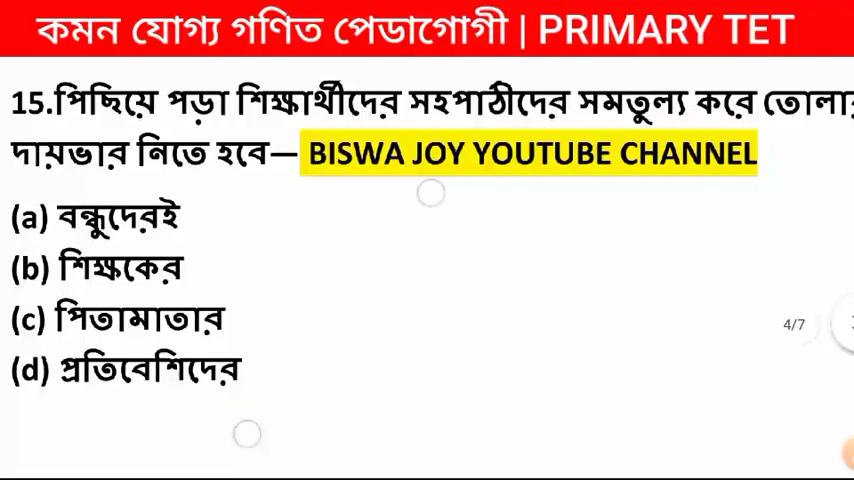 কমন যোগ্য গণিত পেডাগোগী | PRIMARY TET
15.পিছিয়ে পড়া শিক্ষার্থীদের সহপাঠীদের সমতুল্য করে তোলার
দায়ভার নিতে হবে— BISWA JOY YOUTUBE CHANNEL
(a) বন্ধুদেরই
(b) শিক্ষকের
(c) পিতামাতার
4/7
(d) প্রতিবেশিদের